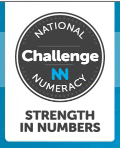 NATIONAL
Challenge
NUMERACY
STRENGTH
IN NUMBERS